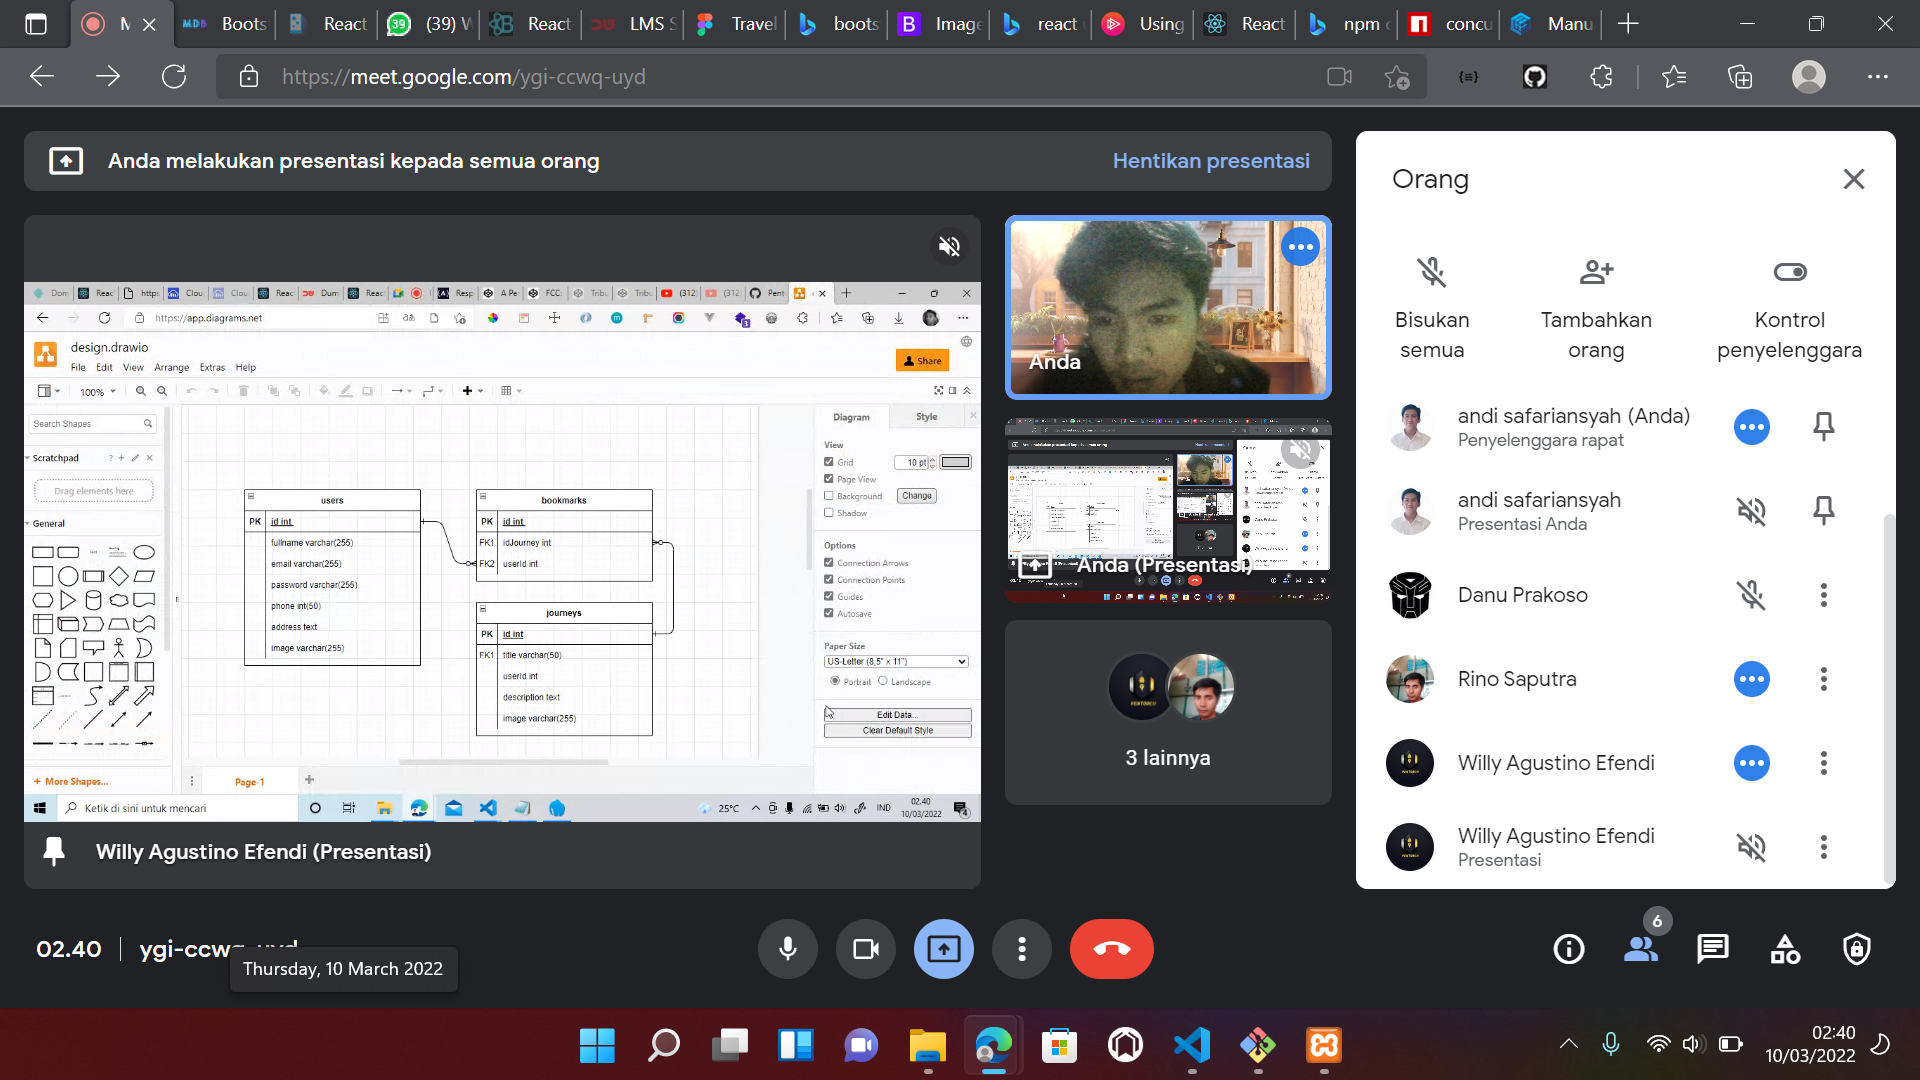 Boots
React
(39) W
React-
LMS S
Travel
boots
Image
react
Using
React
npm c
concu
Manu
https://meet.google.com/ygi-ccwq-uyd
Anda melakukan presentasi kepada semua orang
Hentikan presentasi
https://app.diagrams.net
design.drawio
File Edit View Arrange Extras Help
Share
100%
Search Shapes
Scratchpad
Drag elements here
General
+ More Shapes...
users
PK id int
fullname varchar(255)
email varchar(255)
password varchar(255)
phone int(50)
address text
image varchar(255)
bookmarks
PK id int
FK1 idJourney int
FK2 userId int
journeys
PK id int
FK1 title varchar(50)
userId int
description text
image varchar(255)
Page-1
Diagram
Style
View
Grid
10 pt
Page View
Background
Change
Shadow
Options
Connection Arrows
Connection Points
Guides
Autosave
Paper Size
US-Letter (8,5" x 11")
Portrait
Landscape
Edit Data...
Clear Default Style
Ketik di sini untuk mencari
25°C
IND
02.40
10/03/2022
Willy Agustino Efendi (Presentasi)
Anda
Anda (Presentasi)
3 lainnya
Orang
Bisukan semua
Tambahkan orang
Kontrol penyelenggara
andi safariansyah (Anda)
Penyelenggara rapat
andi safariansyah
Presentasi Anda
Danu Prakoso
Rino Saputra
Willy Agustino Efendi
Willy Agustino Efendi
Presentasi
02.40
ygi-ccwq-uyd
Thursday, 10 March 2022
6
02:40
10/03/2022